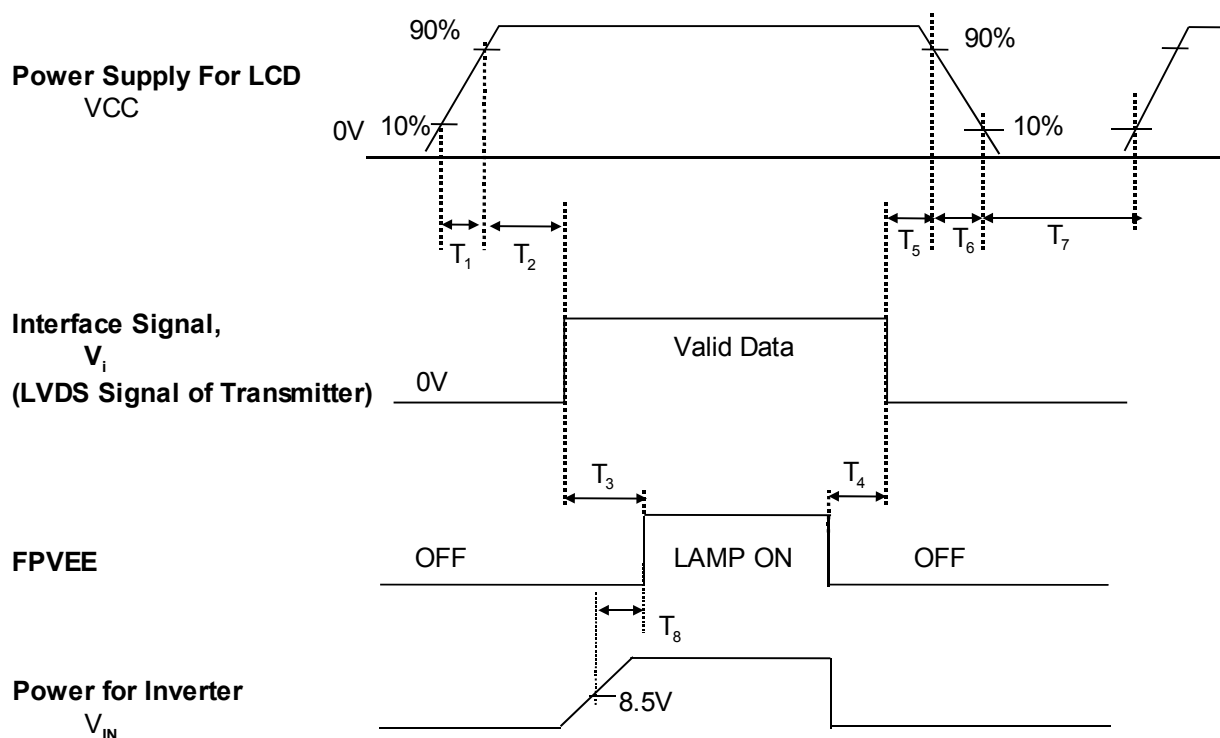 90%
90%
Power Supply For LCD
VCC
0V
10%
10%
T1
T2
T5
T6
T7
Interface Signal,
Vi
(LVDS Signal of Transmitter)
0V
Valid Data
T3
T4
FPVEE
OFF
LAMP ON
OFF
T8
Power for Inverter
VIN
8.5V